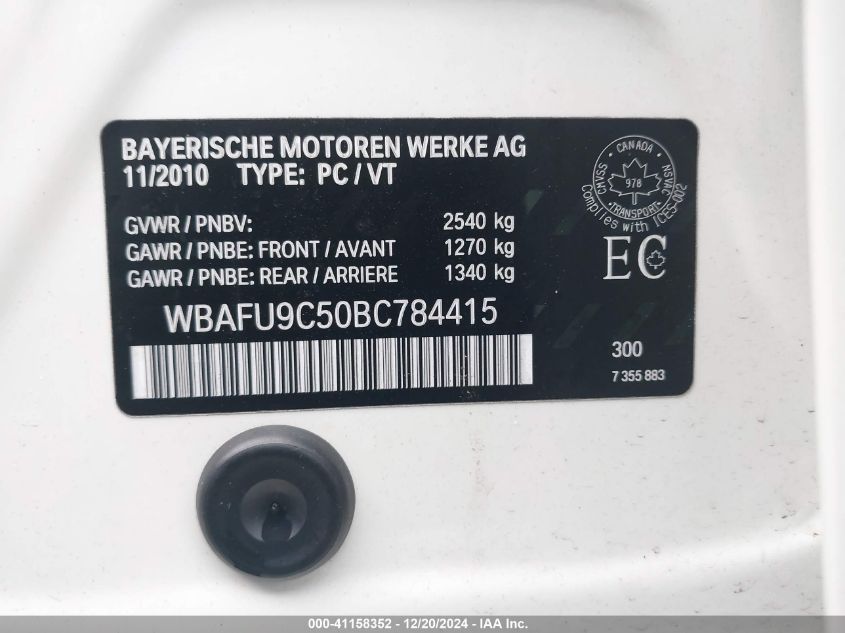 BAYERISCHE MOTOREN WERKE AG
11/2010 TYPE: PC / VT
GVWR / PNBV: 2540 kg
GAWR / PNBE: FRONT / AVANT 1270 kg
GAWR / PNBE: REAR / ARRIERE 1340 kg
WBAFU9C50BC784415
CANADA
CMVSS
NSVAC
978
TRANSPORT
Complies with ICES-002
EC
300
7 355 883
000-41158352 - 12/20/2024 - IAA Inc.